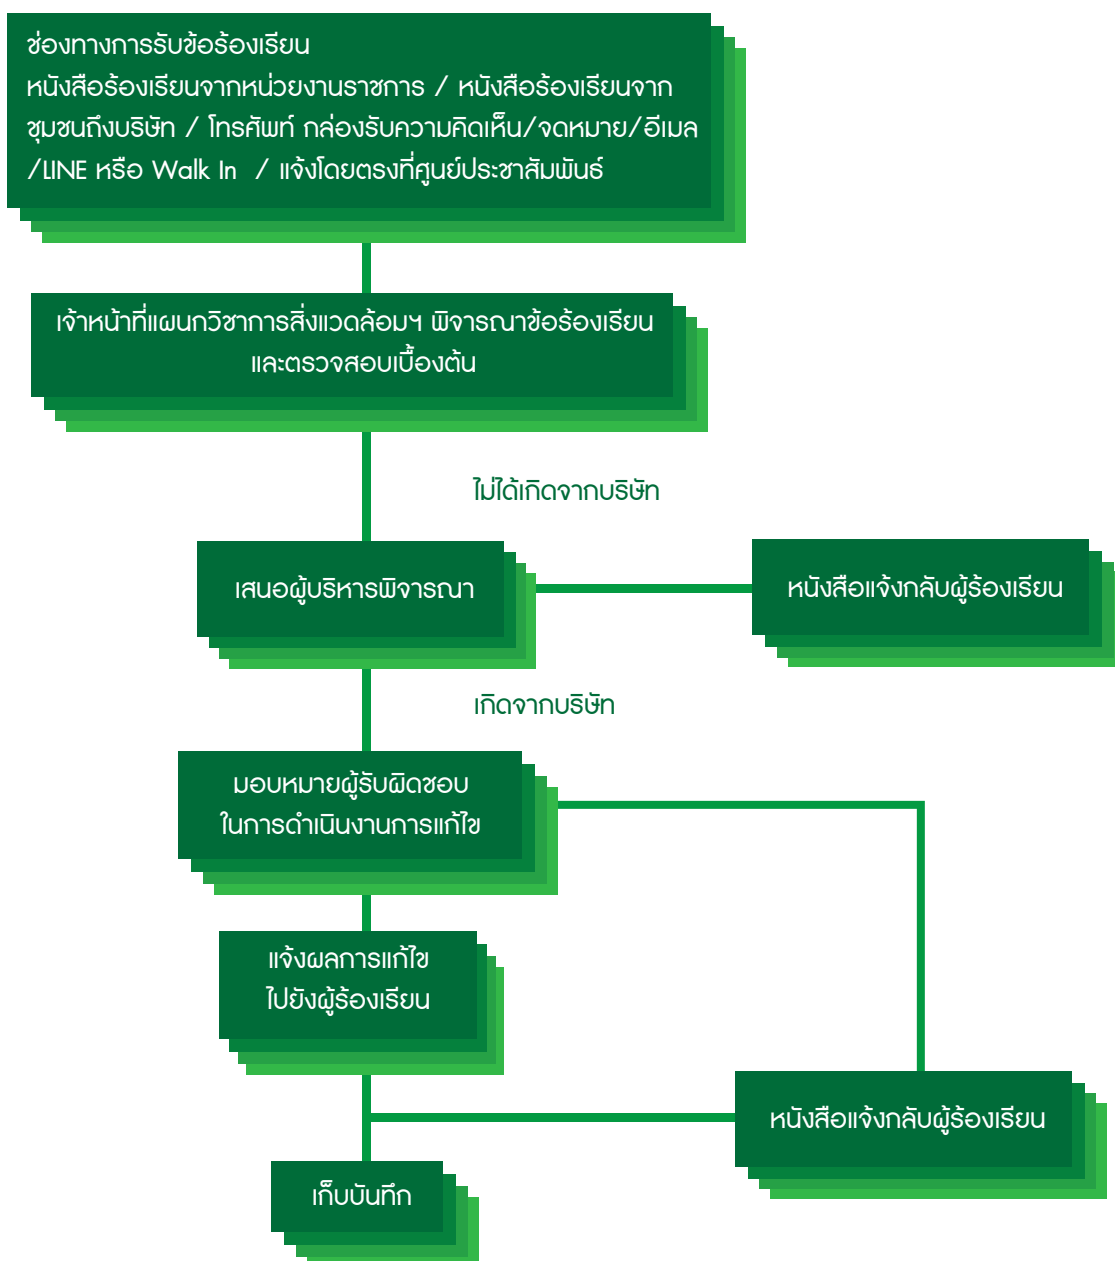 ช่องทางการรับข้อร้องเรียน
หนังสือร้องเรียนจากหน่วยงานราชการ / หนังสือร้องเรียนจาก
ชุมชนถึงบริษัท / โทรศัพท์ กล่องรับความคิดเห็น/จดหมาย/อีเมล
/LINE หรือ Walk In / แจ้งโดยตรงที่ศูนย์ประชาสัมพันธ์
เจ้าหน้าที่แผนกวิชาการสิ่งแวดล้อมฯ พิจารณาข้อร้องเรียน
และตรวจสอบเบื้องต้น
ไม่ได้เกิดจากบริษัท
เสนอผู้บริหารพิจารณา
หนังสือแจ้งกลับผู้ร้องเรียน
เกิดจากบริษัท
มอบหมายผู้รับผิดชอบ
ในการดำเนินงานการแก้ไข
แจ้งผลการแก้ไข
ไปยังผู้ร้องเรียน
หนังสือแจ้งกลับผู้ร้องเรียน
เก็บบันทึก